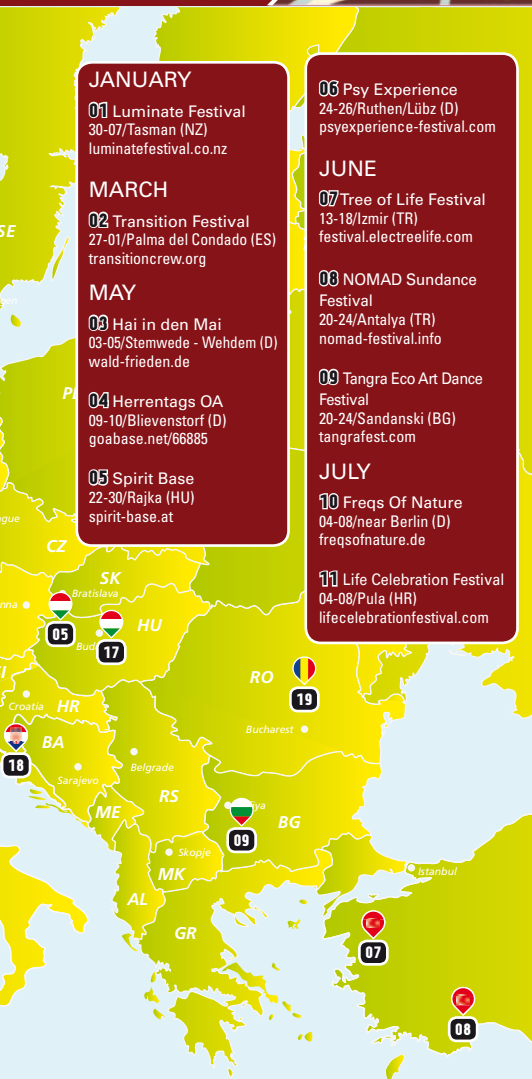 JANUARY
01 Luminate Festival
30-07/Tasman (NZ)
luminatefestival.co.nz
MARCH
02 Transition Festival
27-01/Palma del Condado (ES)
transitioncrew.org
MAY
03 Hai in den Mai
03-05/Stemwede - Wehdem (D)
wald-frieden.de
04 Herrentags OA
09-10/Blievenstorf (D)
goabase.net/66885
05 Spirit Base
22-30/Rajka (HU)
spirit-base.at
06 Psy Experience
24-26/Ruthen/Lübz (D)
psyexperience-festival.com
JUNE
07 Tree of Life Festival
13-18/Izmir (TR)
festival.electreelife.com
08 NOMAD Sundance
Festival
20-24/Antalya (TR)
nomad-festival.info
09 Tangra Eco Art Dance
Festival
20-24/Sandanski (BG)
tangrafest.com
JULY
10 Freqs Of Nature
04-08/near Berlin (D)
freqsofnature.de
11 Life Celebration Festival
04-08/Pula (HR)
lifecelebrationfestival.com
SE
CZ
SK
Bratislava
05
HU
17
RO
19
Bucharest
Croatia HR
18
BA
Sarajevo
Belgrade
RS
ME
09
BG
Skopje
MK
AL
GR
Istanbul
07
08